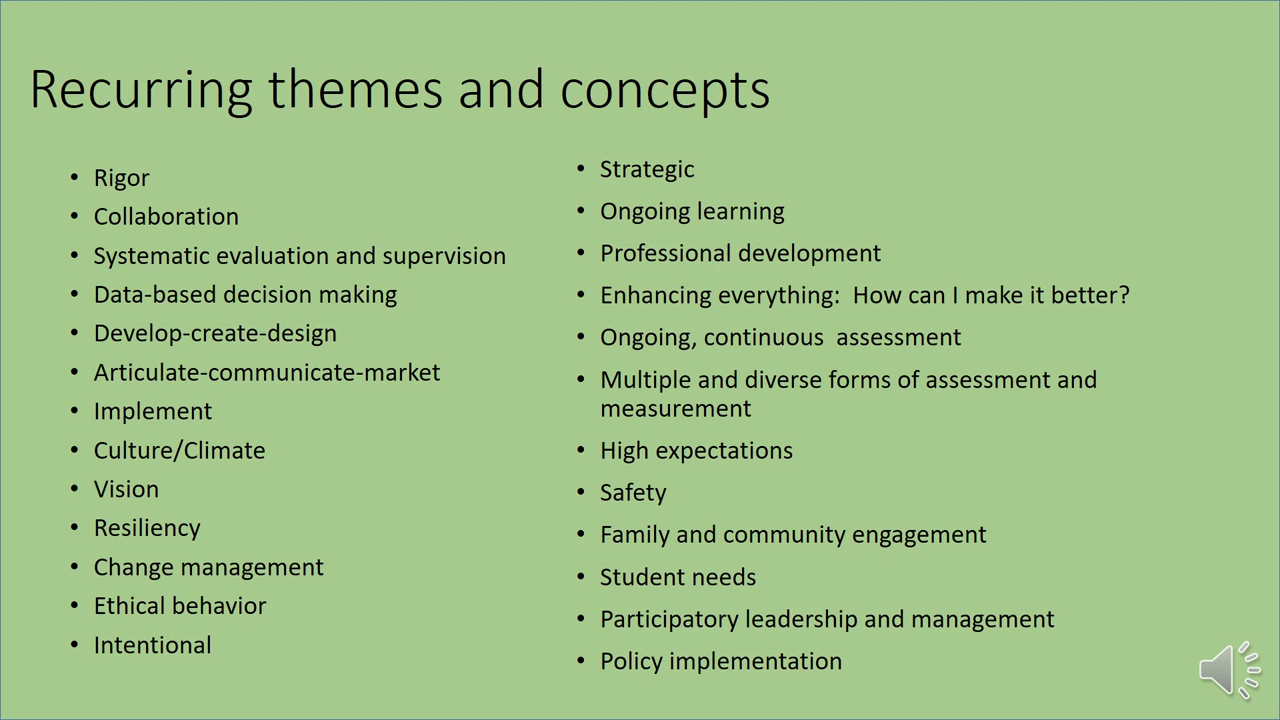 Recurring themes and concepts
• Rigor
• Collaboration
• Systematic evaluation and supervision
• Data-based decision making
• Develop-create-design
• Articulate-communicate-market
• Implement
• Culture/Climate
• Vision
• Resiliency
• Change management
• Ethical behavior
• Intentional
• Strategic
• Ongoing learning
• Professional development
• Enhancing everything:  How can I make it better?
• Ongoing, continuous  assessment
• Multiple and diverse forms of assessment and
measurement
• High expectations
• Safety
• Family and community engagement
• Student needs
• Participatory leadership and management
• Policy implementation